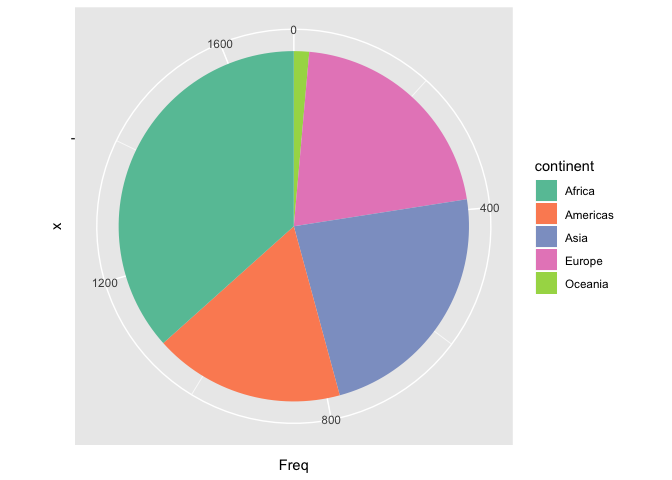 0
1600
400
1200
800
x
Freq
continent
Africa
Americas
Asia
Europe
Oceania